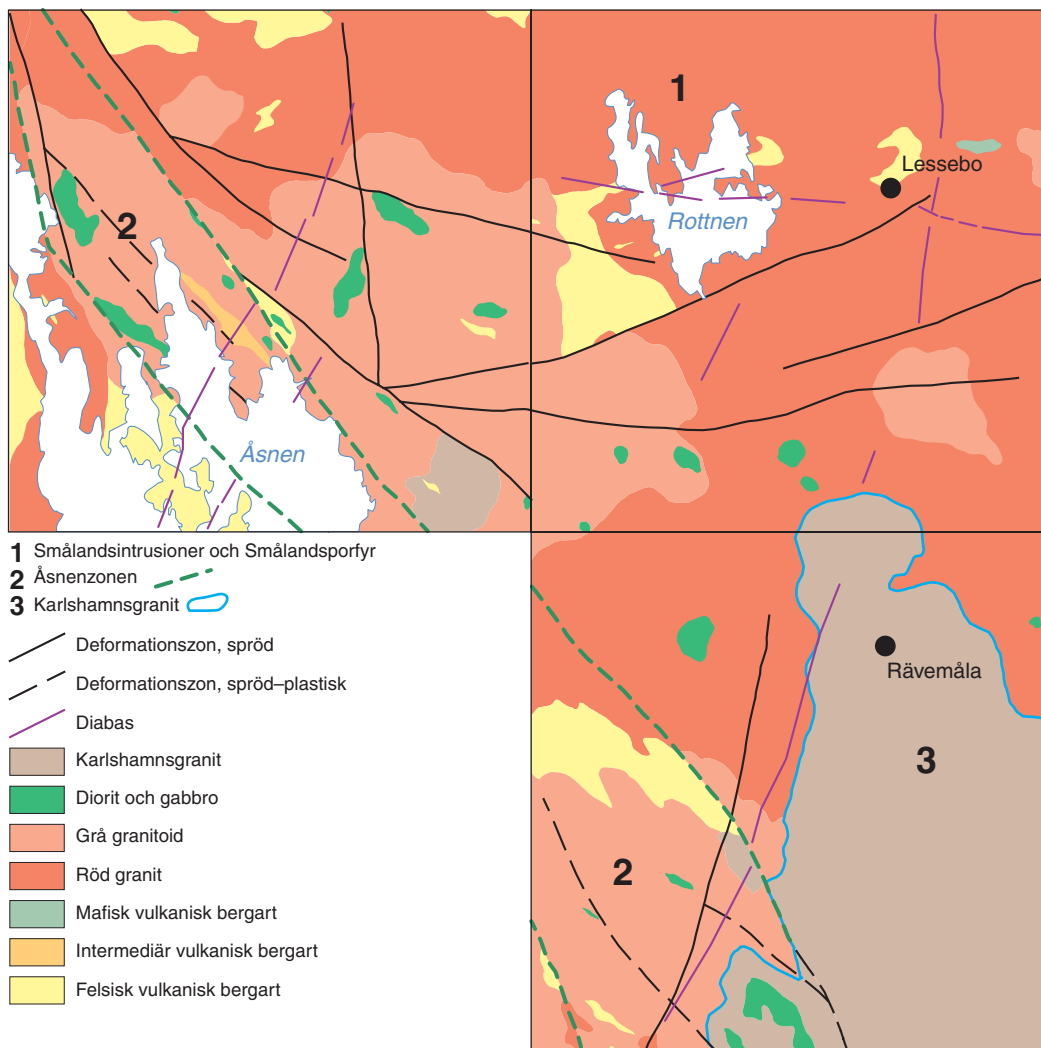 1
Lessebo
2
Rottnen
Åsnen
1 Smålandsintrusioner och Smålandsporfyr
2 Åsnenzonen
3 Karlshamnsgranit
Deformationszon, spröd
Deformationszon, spröd–plastisk
Diabas
Karlshamnsgranit
Diorit och gabbro
Grå granitoid
Röd granit
Mafisk vulkanisk bergart
Intermediär vulkanisk bergart
Felsisk vulkanisk bergart
Rävemåla
3
2